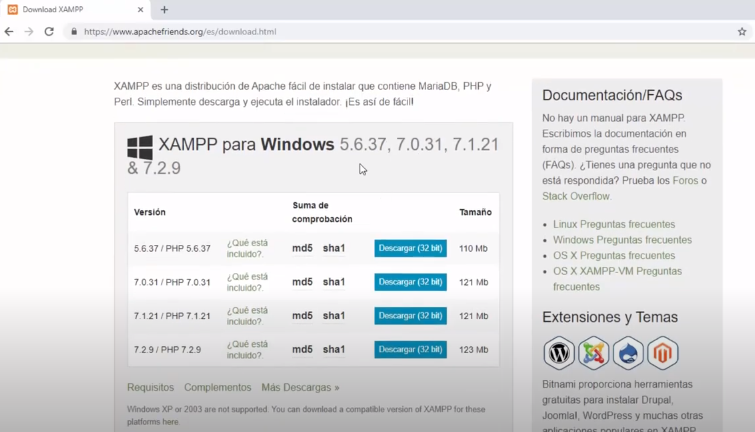 Download XAMPP
https://www.apachefriends.org/es/download.html
XAMPP es una distribución de Apache fácil de instalar que contiene MariaDB, PHP y
Perl. Simplemente descarga y ejecuta el instalador. ¡Es así de fácil!
XAMPP para Windows 5.6.37, 7.0.31, 7.1.21
& 7.2.9
Versión Suma de comprobación Tamaño
5.6.37 / PHP 5.6.37 ¿Qué está incluido?. md5 sha1 Descargar (32 bit) 110 Mb
7.0.31 / PHP 7.0.31 ¿Qué está incluido?. md5 sha1 Descargar (32 bit) 121 Mb
7.1.21 / PHP 7.1.21 ¿Qué está incluido?. md5 sha1 Descargar (32 bit) 121 Mb
7.2.9 / PHP 7.2.9 ¿Qué está incluido?. md5 sha1 Descargar (32 bit) 123 Mb
Requisitos Complementos Más Descargas »
Windows XP or 2003 are not supported. You can download a compatible version of XAMPP for these
platforms here.
Documentación/FAQs
No hay un manual para XAMPP.
Escribimos la documentación en
forma de preguntas frecuentes
(FAQs). ¿Tienes una pregunta que no
está respondida? Prueba los Foros o
Stack Overflow.
• Linux Preguntas frecuentes
• Windows Preguntas frecuentes
• OS X Preguntas frecuentes
• OS X XAMPP-VM Preguntas
frecuentes
Extensiones y Temas
Bitnami proporciona herramientas
gratuitas para instalar Drupal,
Joomla!, WordPress y muchas otras
aplicaciones populares en XAMPP.